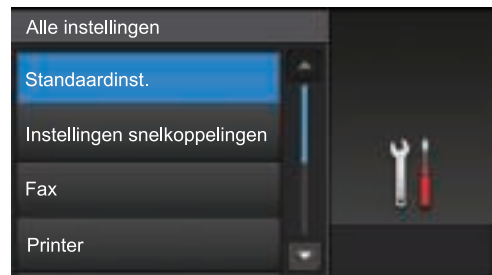 Alle instellingen
Standaardinst.
Instellingen snelkoppelingen
Fax
Printer